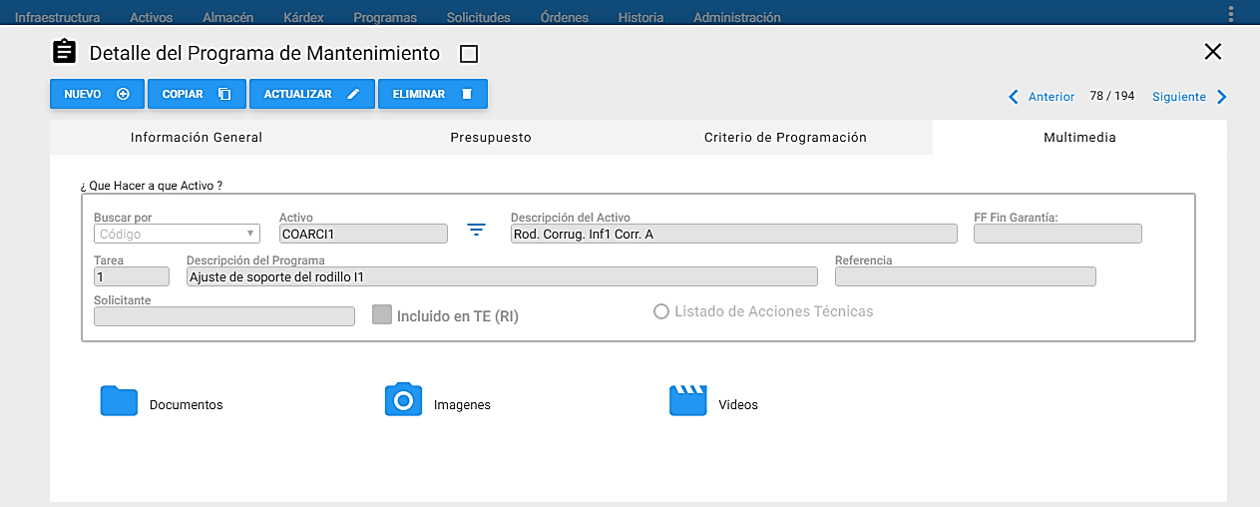 Infraestructura Activos Almacén Kárdex Programas Solicitudes Órdenes Historia Administración
Detalle del Programa de Mantenimiento
NUEVO COPIAR ACTUALIZAR ELIMINAR
Anterior 78 / 194 Siguiente
Información General Presupuesto Criterio de Programación Multimedia
¿ Que Hacer a que Activo ?
Buscar por Activo Descripción del Activo FF Fin Garantía:
Código COARCI1 Rod. Corrug. Inf1 Corr. A
Tarea Descripción del Programa Referencia
1 Ajuste de soporte del rodillo I1
Solicitante
Incluido en TE (RI) Listado de Acciones Técnicas
Documentos Imagenes Videos